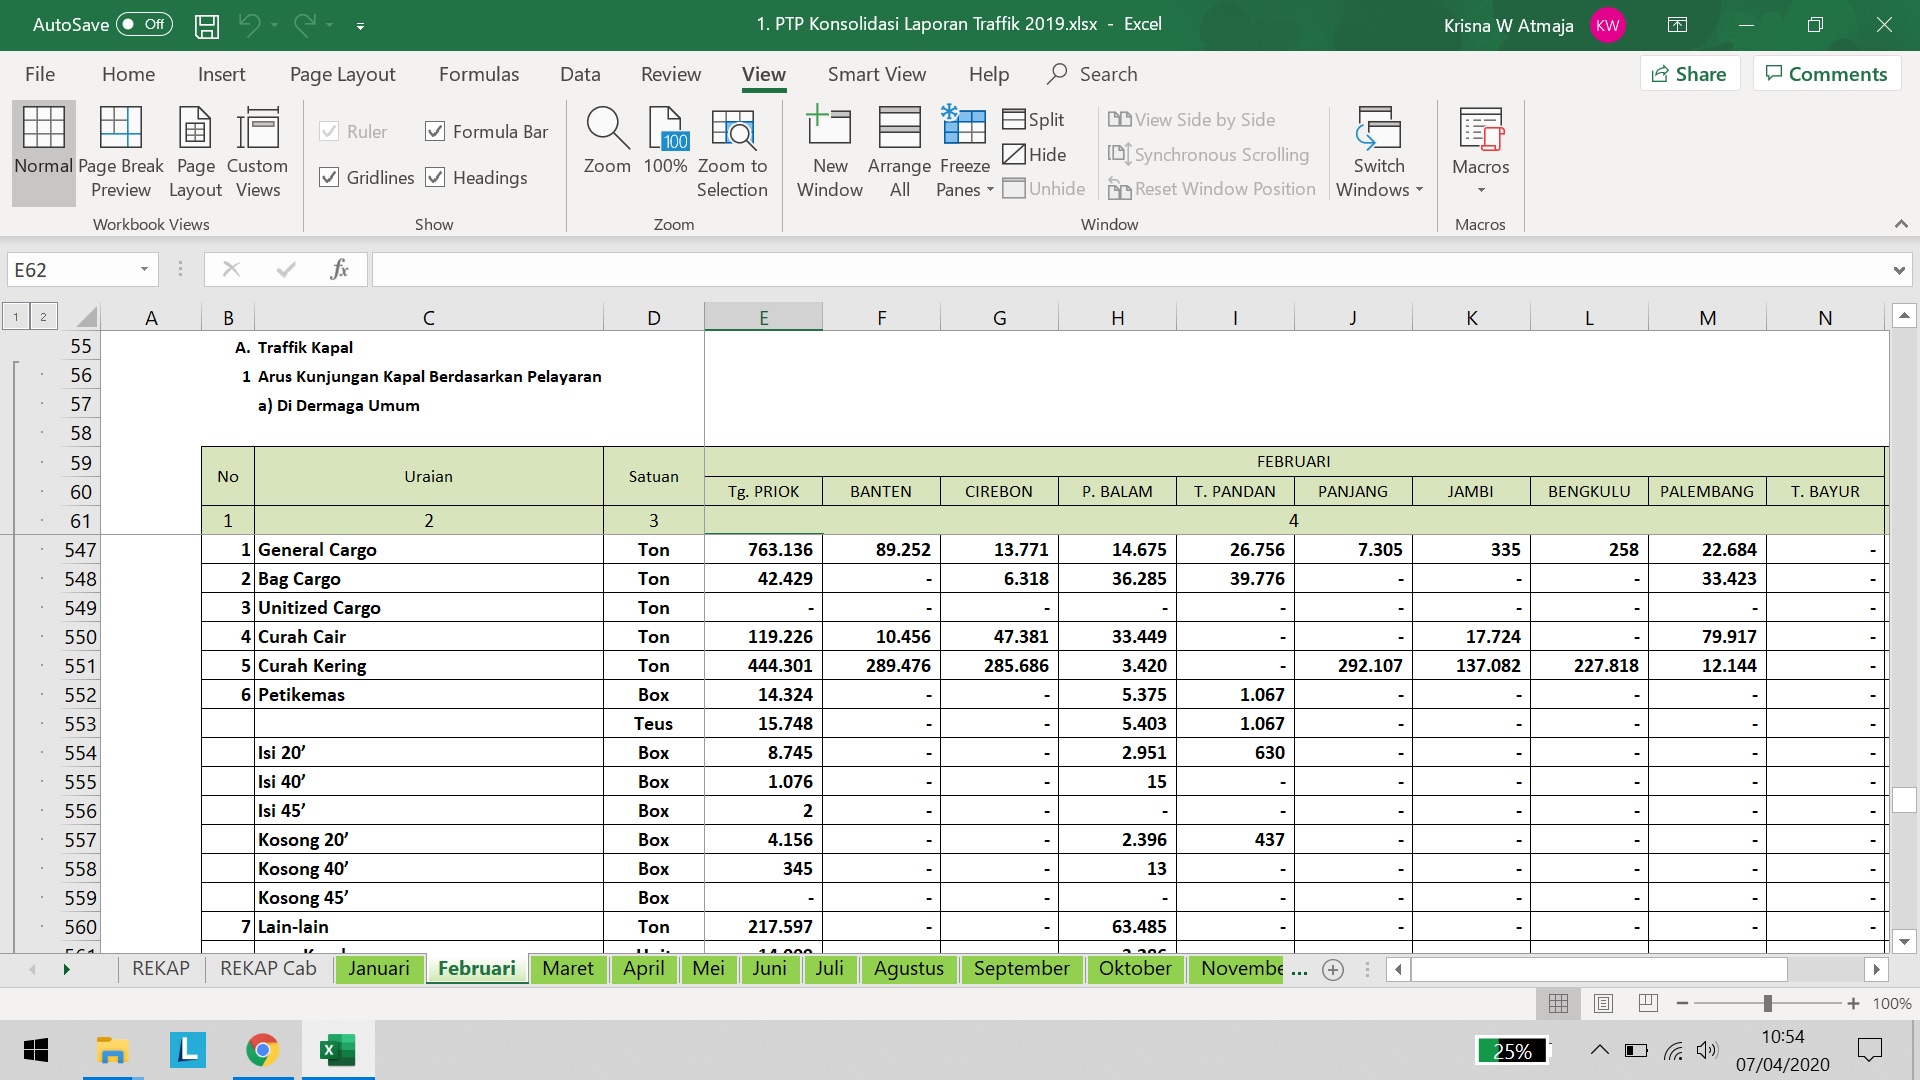 AutoSave Off
1. PTP Konsolidasi Laporan Traffik 2019.xlsx - Excel
Krisna W Atmaja KW
File Home Insert Page Layout Formulas Data Review View Smart View Help Search Share Comments
Normal Page Break Preview Page Layout Custom Views
Workbook Views
Ruler Formula Bar
Gridlines Headings
Show
Zoom 100% Zoom to Selection
Zoom
New Window Arrange All Freeze Panes
Split
Hide
Unhide
View Side by Side
Synchronous Scrolling
Reset Window Position
Switch Windows
Window
Macros
Macros
E62 fx
1 2 A B C D E F G H I J K L M N
55 A. Traffik Kapal
56 1 Arus Kunjungan Kapal Berdasarkan Pelayaran
57 a) Di Dermaga Umum
58
59 No Uraian Satuan FEBRUARI
60 Tg. PRIOK BANTEN CIREBON P. BALAM T. PANDAN PANJANG JAMBI BENGKULU PALEMBANG T. BAYUR
61 1 2 3 4
547 1 General Cargo Ton 763.136 89.252 13.771 14.675 26.756 7.305 335 258 22.684 -
548 2 Bag Cargo Ton 42.429 - 6.318 36.285 39.776 - - - 33.423 -
549 3 Unitized Cargo Ton - - - - - - - - - -
550 4 Curah Cair Ton 119.226 10.456 47.381 33.449 - - 17.724 - 79.917 -
551 5 Curah Kering Ton 444.301 289.476 285.686 3.420 - 292.107 137.082 227.818 12.144 -
552 6 Petikemas Box 14.324 - - 5.375 1.067 - - - - -
553 Teus 15.748 - - 5.403 1.067 - - - - -
554 Isi 20’ Box 8.745 - - 2.951 630 - - - - -
555 Isi 40’ Box 1.076 - - 15 - - - - - -
556 Isi 45’ Box 2 - - - - - - - - -
557 Kosong 20’ Box 4.156 - - 2.396 437 - - - - -
558 Kosong 40’ Box 345 - - 13 - - - - - -
559 Kosong 45’ Box - - - - - - - - - -
560 7 Lain-lain Ton 217.597 - - 63.485 - - - - - -
REKAP REKAP Cab Januari Februari Maret April Mei Juni Juli Agustus September Oktober Novembe ...
100%
25%
10:54
07/04/2020